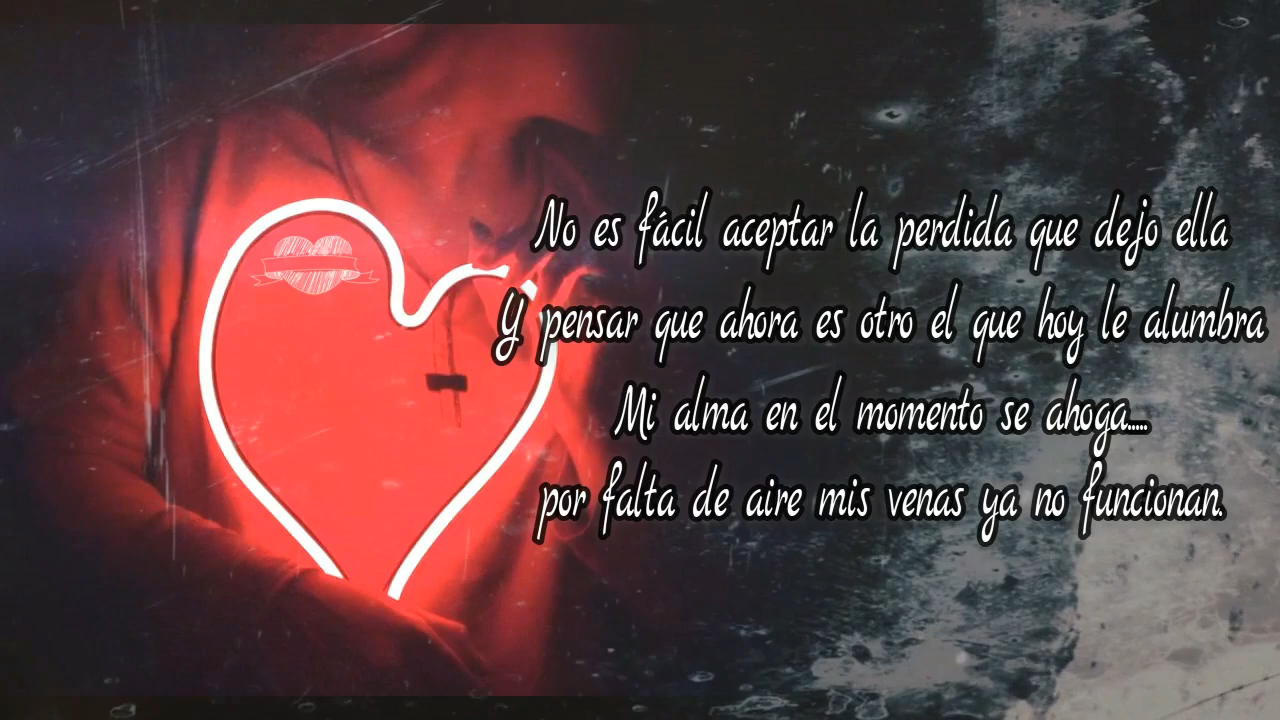 No es fácil aceptar la perdida que dejo ella
Y pensar que ahora es otro el que hoy le alumbra
Mi alma en el momento se ahoga.....
por falta de aire mis venas ya no funcionan.